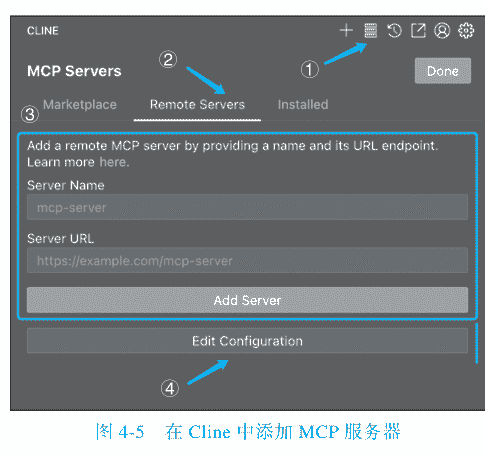 CLINE
①
MCP Servers
②
Done
③
Marketplace Remote Servers Installed
Add a remote MCP server by providing a name and its URL endpoint.
Learn more here.
Server Name
mcp-server
Server URL
https://example.com/mcp-server
Add Server
Edit Configuration
④
图 4-5 在 Cline 中添加 MCP 服务器